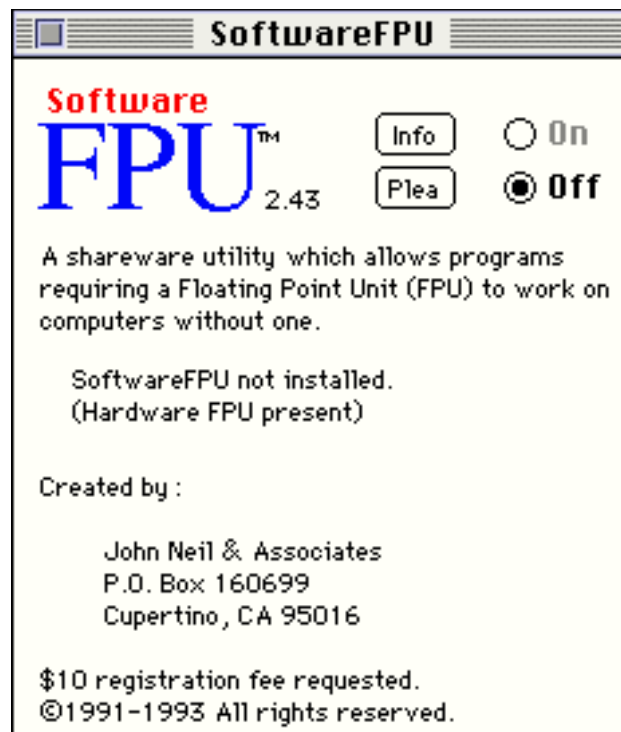 SoftwareFPU
Software
FPU™ 2.43
Info
On
Plea
Off
A shareware utility which allows programs
requiring a Floating Point Unit (FPU) to work on
computers without one.
SoftwareFPU not installed.
(Hardware FPU present)
Created by :
John Neil & Associates
P.O. Box 160699
Cupertino, CA 95016
$10 registration fee requested.
©1991-1993 All rights reserved.